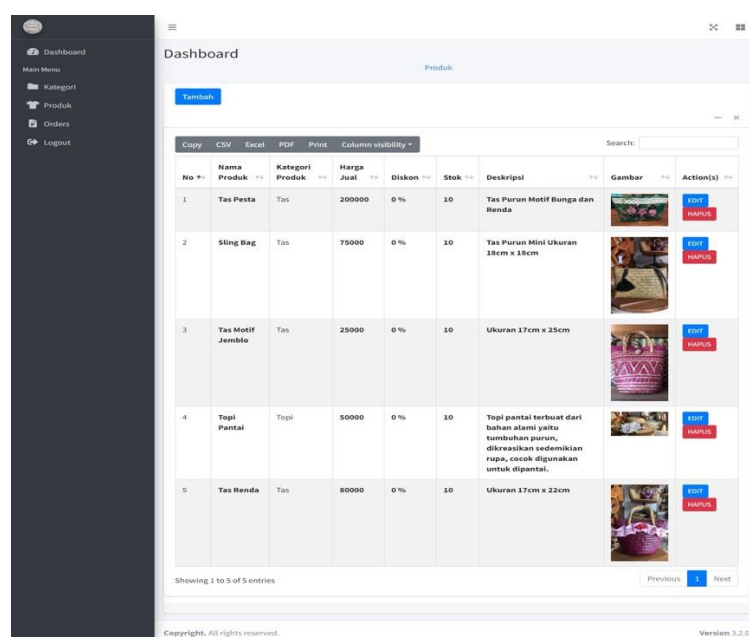 Dashboard
Main Menu
Kategori
Produk
Orders
Logout
Dashboard
Produk
Tambah
Copy CSV Excel PDF Print Column visibility
Search:
No Nama Produk Kategori Produk Harga Jual Diskon Stok Deskripsi Gambar Action(s)
1 Tas Pesta Tas 200000 0 % 10 Tas Purun Motif Bunga dan
Renda
EDIT
HAPUS
2 Sling Bag Tas 75000 0 % 10 Tas Purun Mini Ukuran
18cm x 18cm
EDIT
HAPUS
3 Tas Motif
Jemblo
Tas 25000 0 % 10 Ukuran 17cm x 25cm
EDIT
HAPUS
4 Topi
Pantai
Topi 50000 0 % 10 Topi pantai terbuat dari
bahan alami yaitu
tumbuhan purun,
dikreasikan sedemikian
rupa, cocok digunakan
untuk dipantai.
EDIT
HAPUS
5 Tas Renda Tas 80000 0 % 10 Ukuran 17cm x 22cm
EDIT
HAPUS
Showing 1 to 5 of 5 entries
Previous 1 Next
Copyright. All rights reserved.
Version 3.2.0